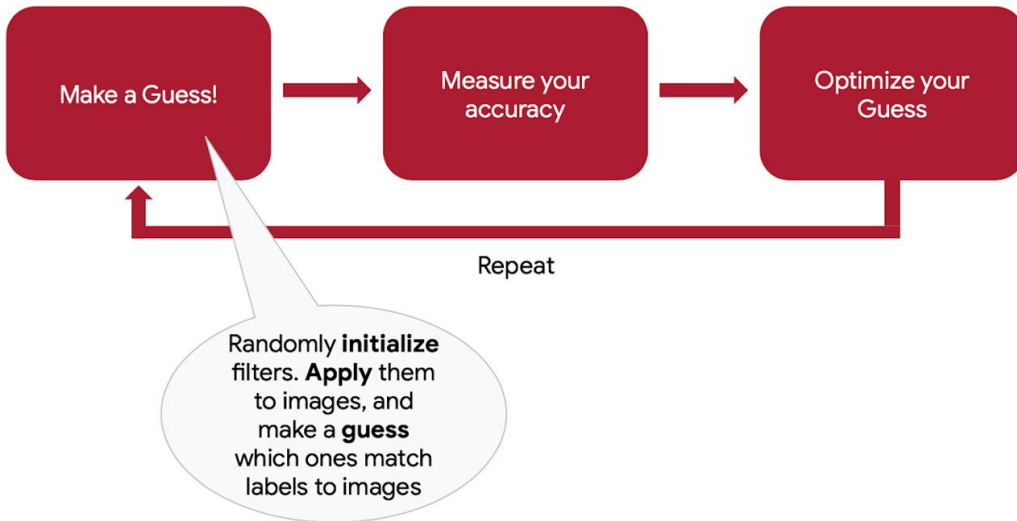 Make a Guess!
Measure your
accuracy
Optimize your
Guess
Repeat
Randomly initialize
filters. Apply them
to images, and
make a guess
which ones match
labels to images